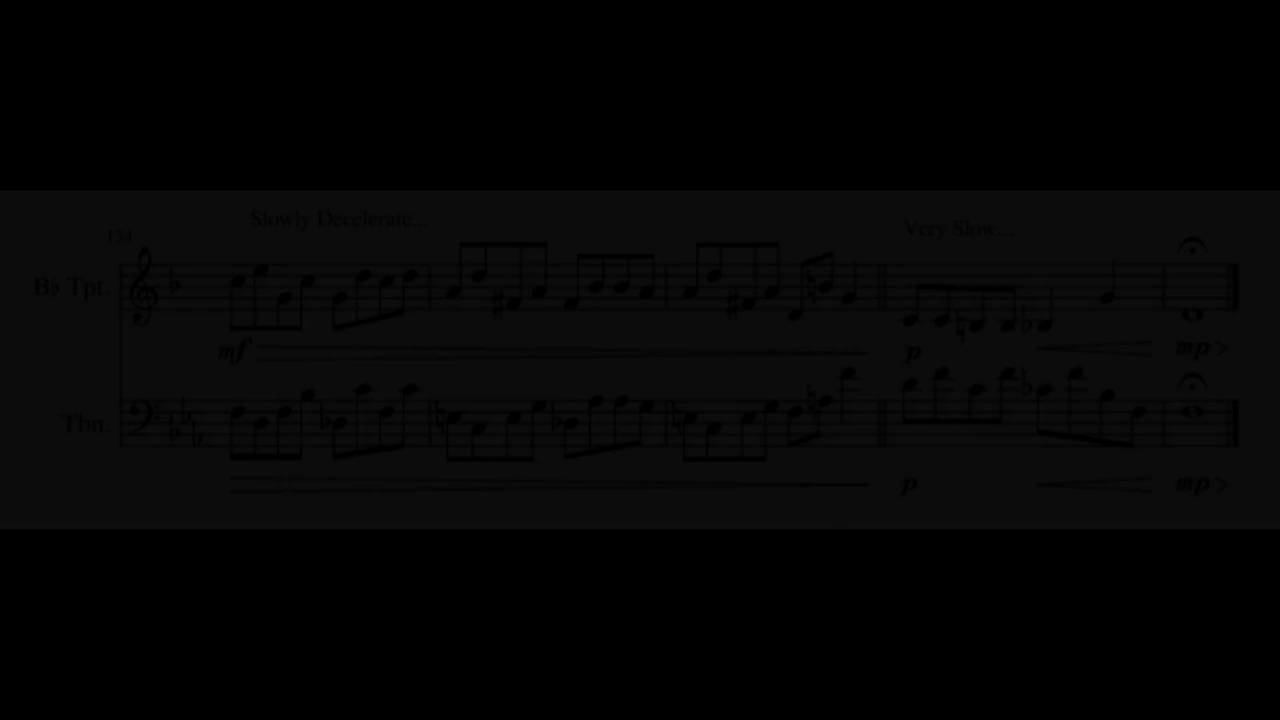 Slowly Decelerate...
Very Slow...
134
B♭ Tpt.
mf
p
mp
Tbn.
p
mp